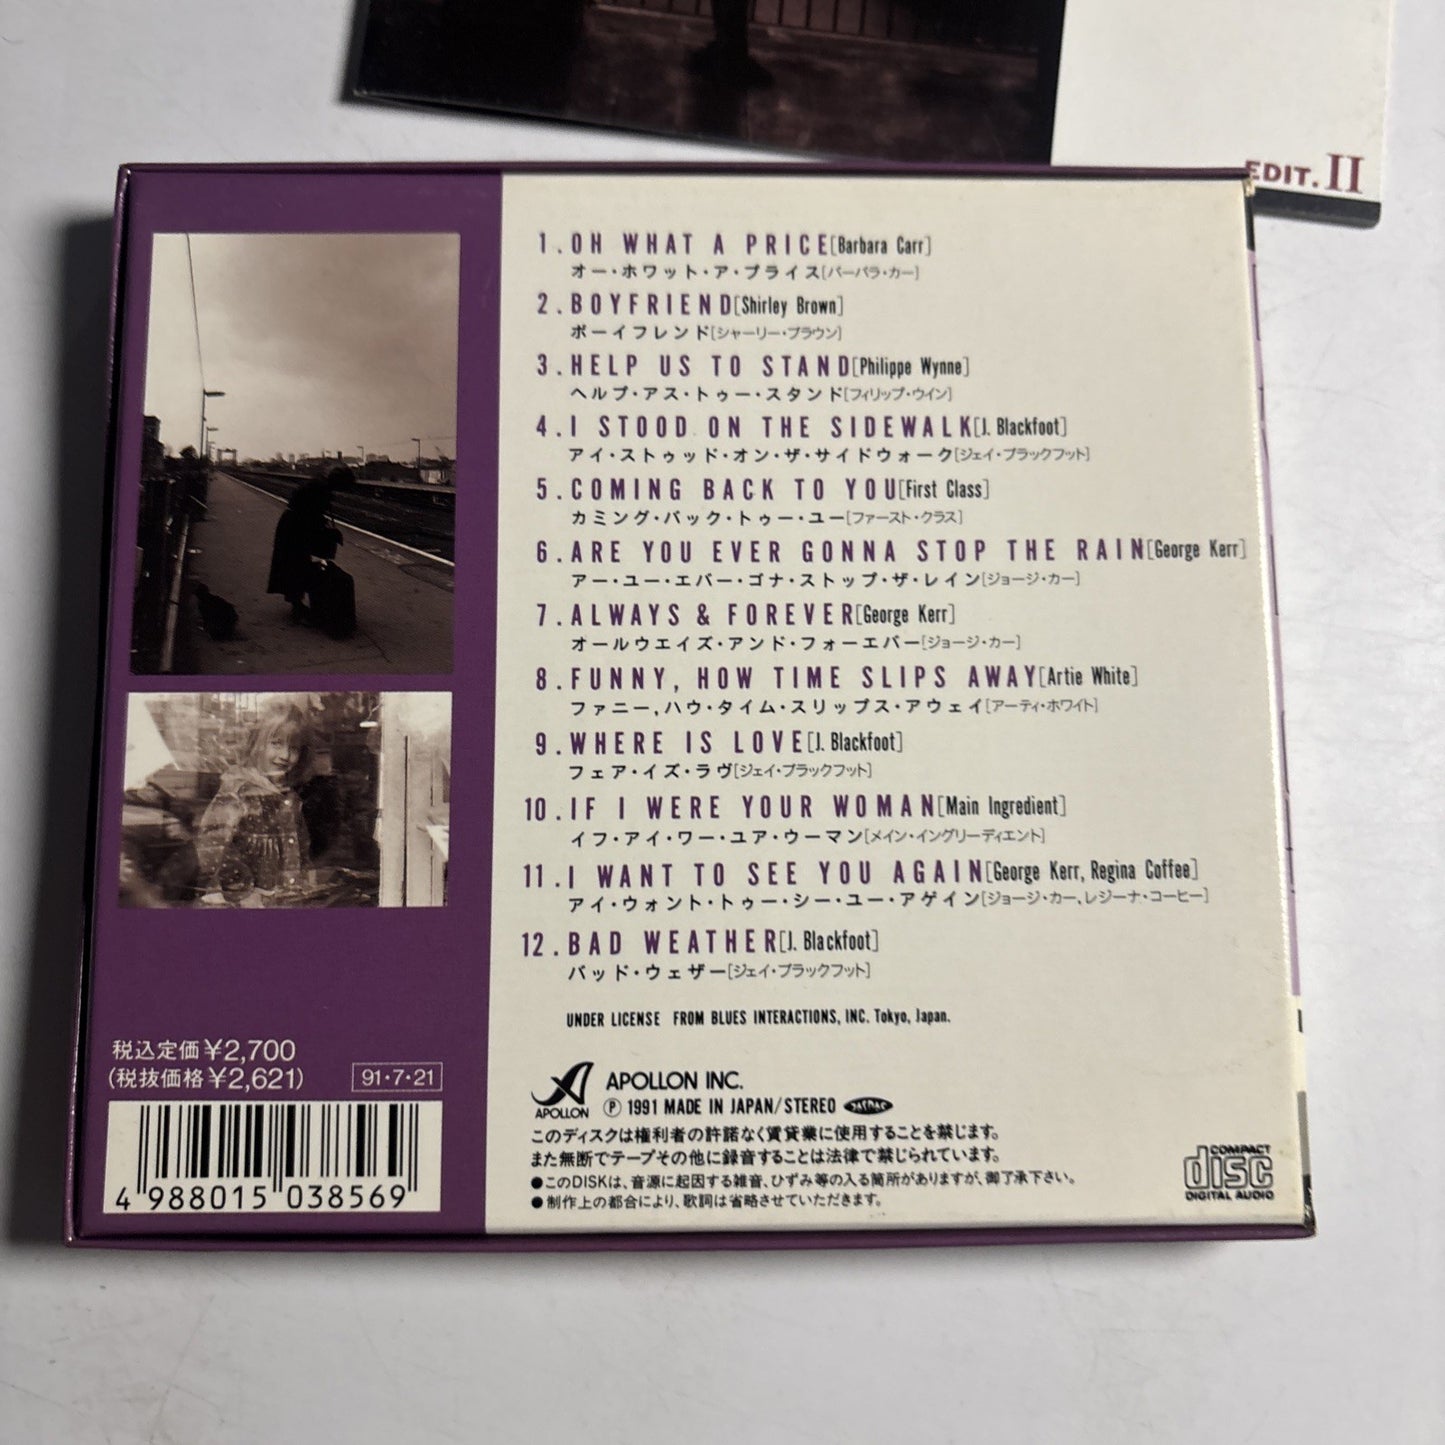 EDIT. II
1. OH WHAT A PRICE[Barbara Carr]
オー・ホワット・ア・プライス[バーバラ・カー]
2. BOYFRIEND[Shirley Brown]
ボーイフレンド[シャーリー・ブラウン]
3. HELP US TO STAND[Philippe Wynne]
ヘルプ・アス・トゥー・スタンド[フィリップ・ウイン]
4. I STOOD ON THE SIDEWALK[J. Blackfoot]
アイ・ストゥッド・オン・ザ・サイドウォーク[ジェイ・ブラックフット]
5. COMING BACK TO YOU[First Class]
カミング・バック・トゥー・ユー[ファースト・クラス]
6. ARE YOU EVER GONNA STOP THE RAIN[George Kerr]
アー・ユー・エバー・ゴナ・ストップ・ザ・レイン[ジョージ・カー]
7. ALWAYS & FOREVER[George Kerr]
オールウエイズ・アンド・フォーエバー[ジョージ・カー]
8. FUNNY, HOW TIME SLIPS AWAY[Artie White]
ファニー,ハウ・タイム・スリップス・アウェイ[アーティ・ホワイト]
9. WHERE IS LOVE[J. Blackfoot]
フェア・イズ・ラヴ[ジェイ・ブラックフット]
10. IF I WERE YOUR WOMAN[Main Ingredient]
イフ・アイ・ワー・ユア・ウーマン[メイン・イングリーディエント]
11. I WANT TO SEE YOU AGAIN[George Kerr, Regina Coffee]
アイ・ウォント・トゥー・シー・ユー・アゲイン[ジョージ・カー、レジーナ・コーヒー]
12. BAD WEATHER[J. Blackfoot]
バッド・ウェザー[ジェイ・ブラックフット]
UNDER LICENSE FROM BLUES INTERACTIONS, INC. Tokyo, Japan.
税込定価¥2,700
(税抜価格¥2,621)
91・7・21
4 988015 038569
APOLLON
APOLLON INC.
Ⓟ 1991 MADE IN JAPAN/STEREO
このディスクは権利者の許諾なく賃貸業に使用することを禁じます。
また無断でテープその他に録音することは法律で禁じられています。
●このDISKは、音源に起因する雑音、ひずみ等の入る箇所がありますが、御了承下さい。
●制作上の都合により、歌詞は省略させていただきます。
COMPACT
disc
DIGITAL AUDIO